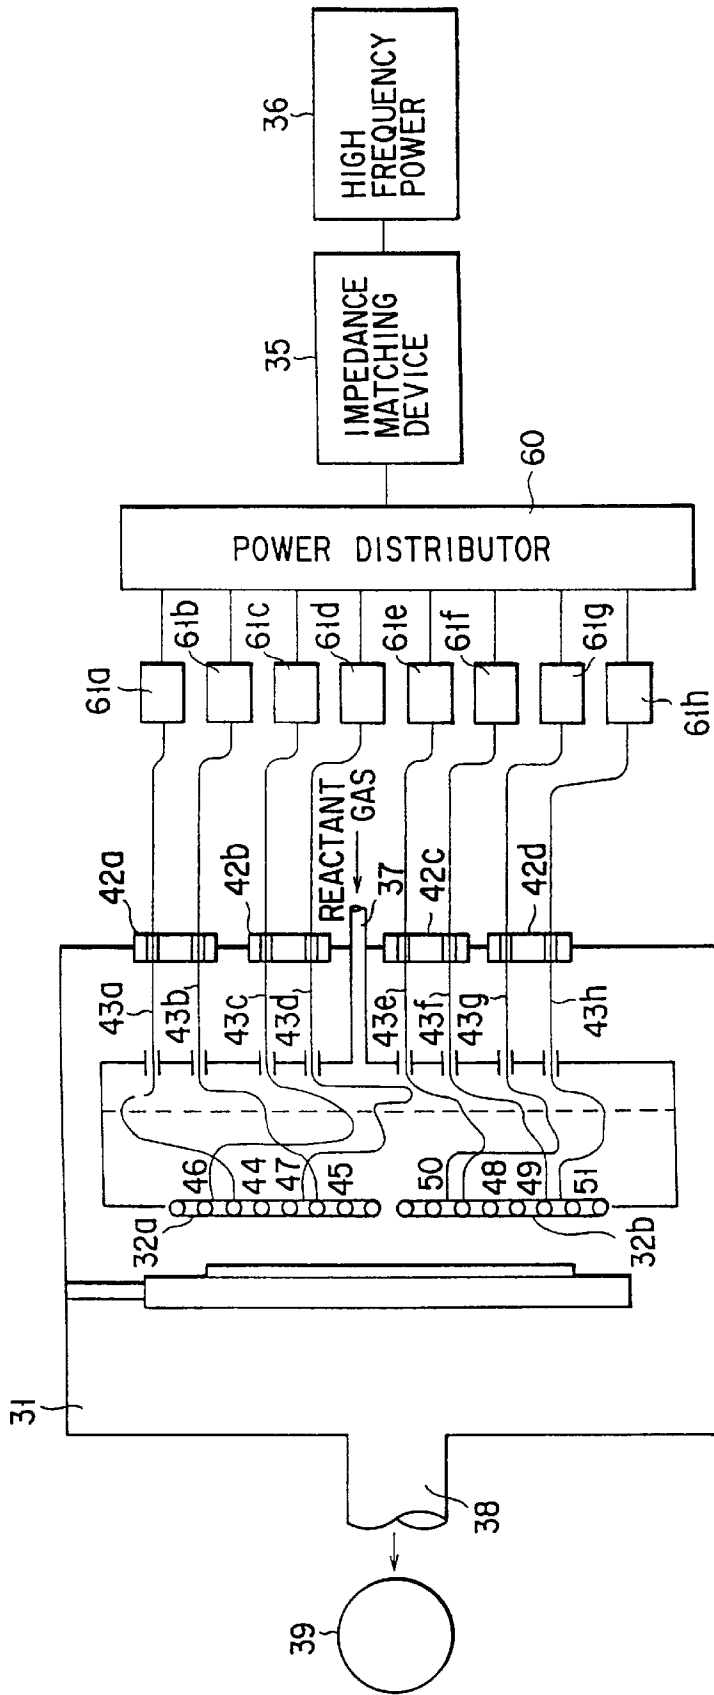 36
HIGH
FREQUENCY
POWER
35
IMPEDANCE
MATCHING
DEVICE
60
POWER DISTRIBUTOR
61a
61b
61c
61d
61e
61f
61g
61h
42a
42b
REACTANT
GAS
37
42c
42d
43a
43b
43c
43d
43e
43f
43g
43h
46
44
47
45
50
48
49
51
32a
32b
31
38
39